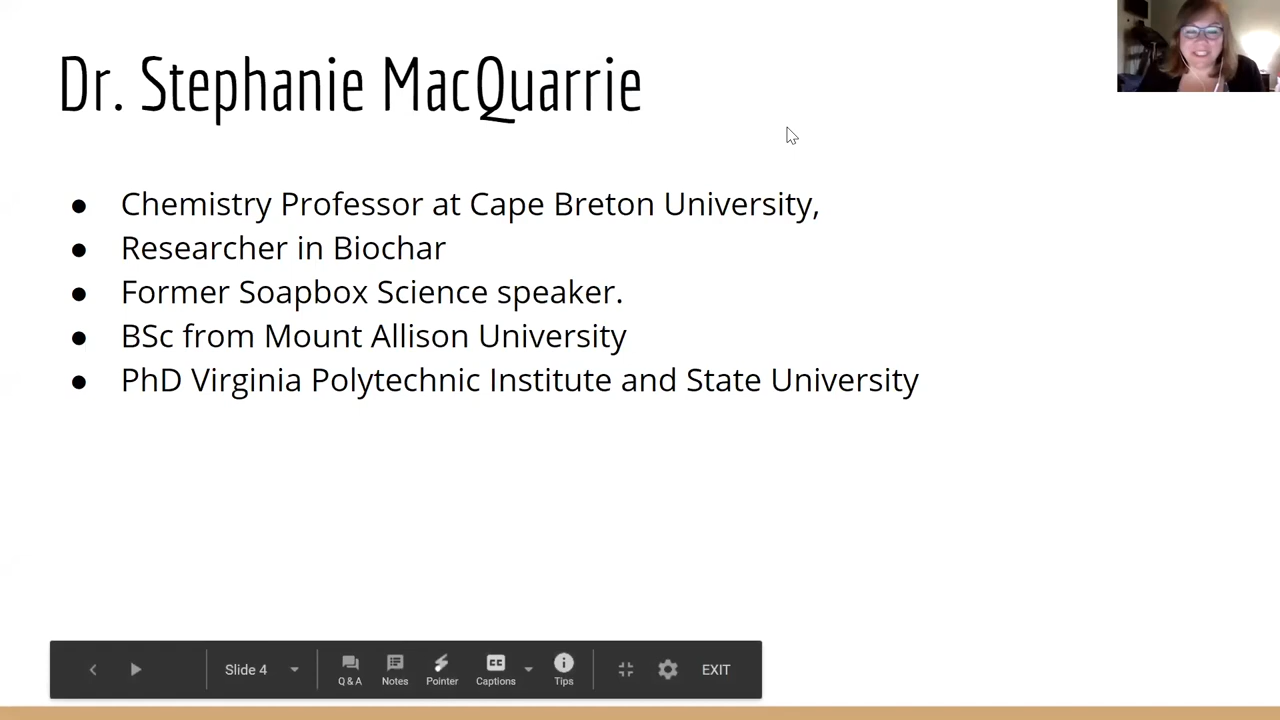 Dr. Stephanie MacQuarrie
● Chemistry Professor at Cape Breton University,
● Researcher in Biochar
● Former Soapbox Science speaker.
● BSc from Mount Allison University
● PhD Virginia Polytechnic Institute and State University
Slide 4
Q & A
Notes
Pointer
CC
Captions
Tips
EXIT